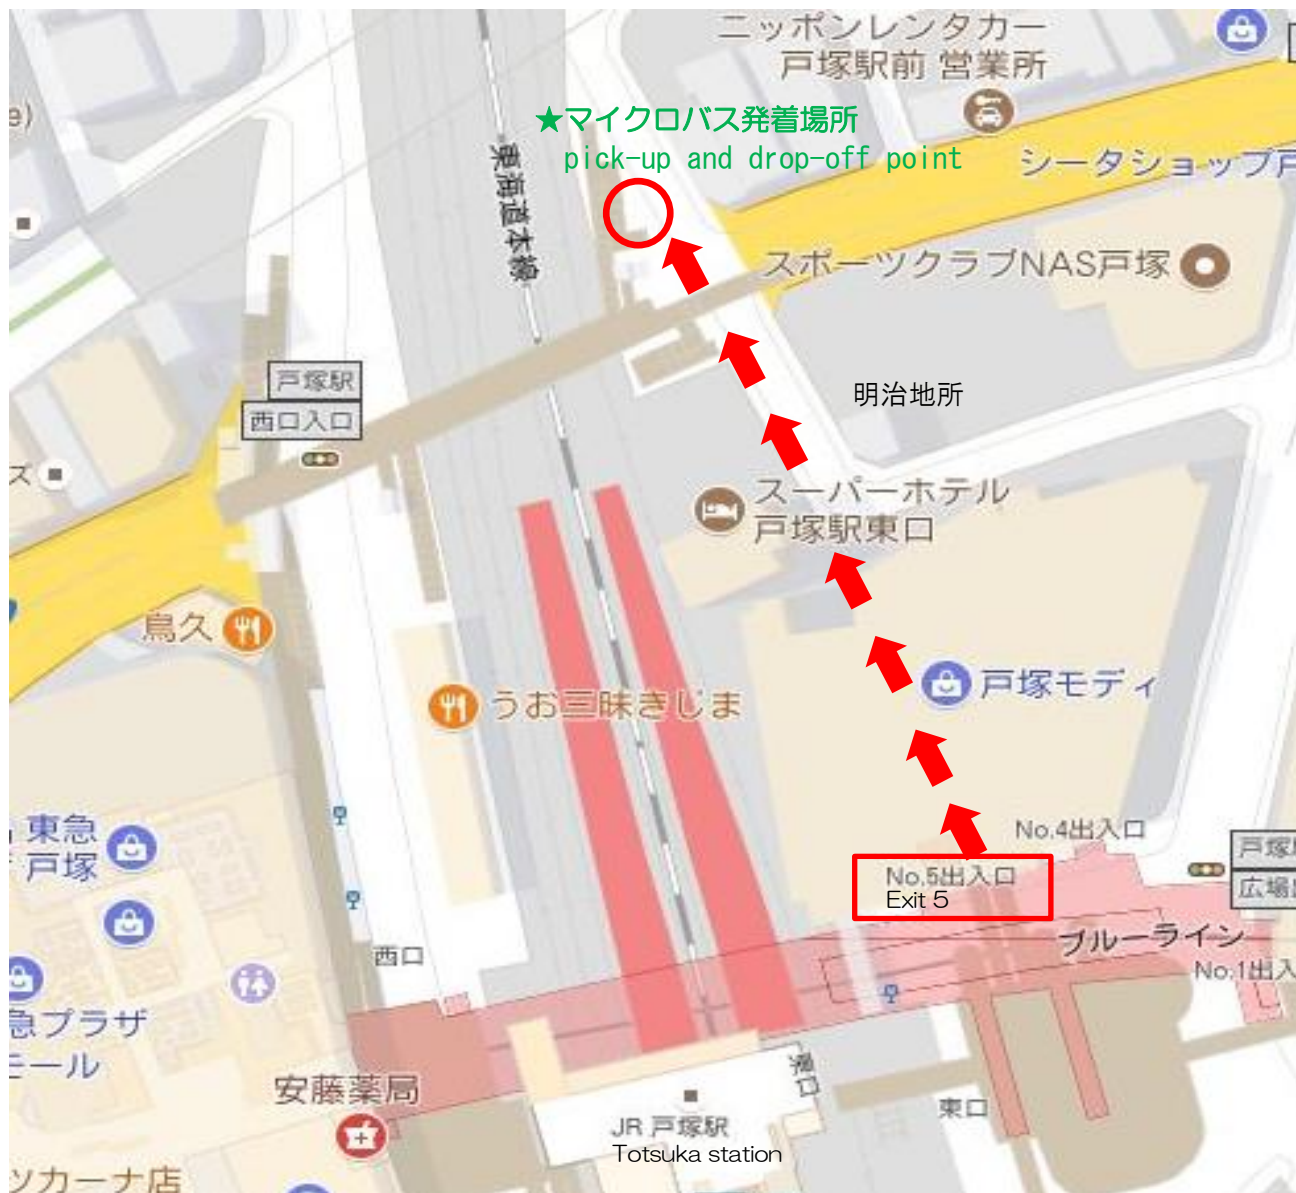 ニッポンレンタカー
戸塚駅前 営業所
★マイクロバス発着場所
pick-up and drop-off point
e)
東海道本線
シータショップ戸
スポーツクラブNAS戸塚
戸塚駅
西口入口
明治地所
ズ
スーパーホテル
戸塚駅東口
鳥久
うお三昧きじま
戸塚モディ
東急
戸塚
No.4出入口
戸塚
広場
No.5出入口
Exit 5
ブルーライン
西口
No.1出入
急プラザ
モール
安藤薬局
東口
東口
JR 戸塚駅
Totsuka station
ツカーナ店